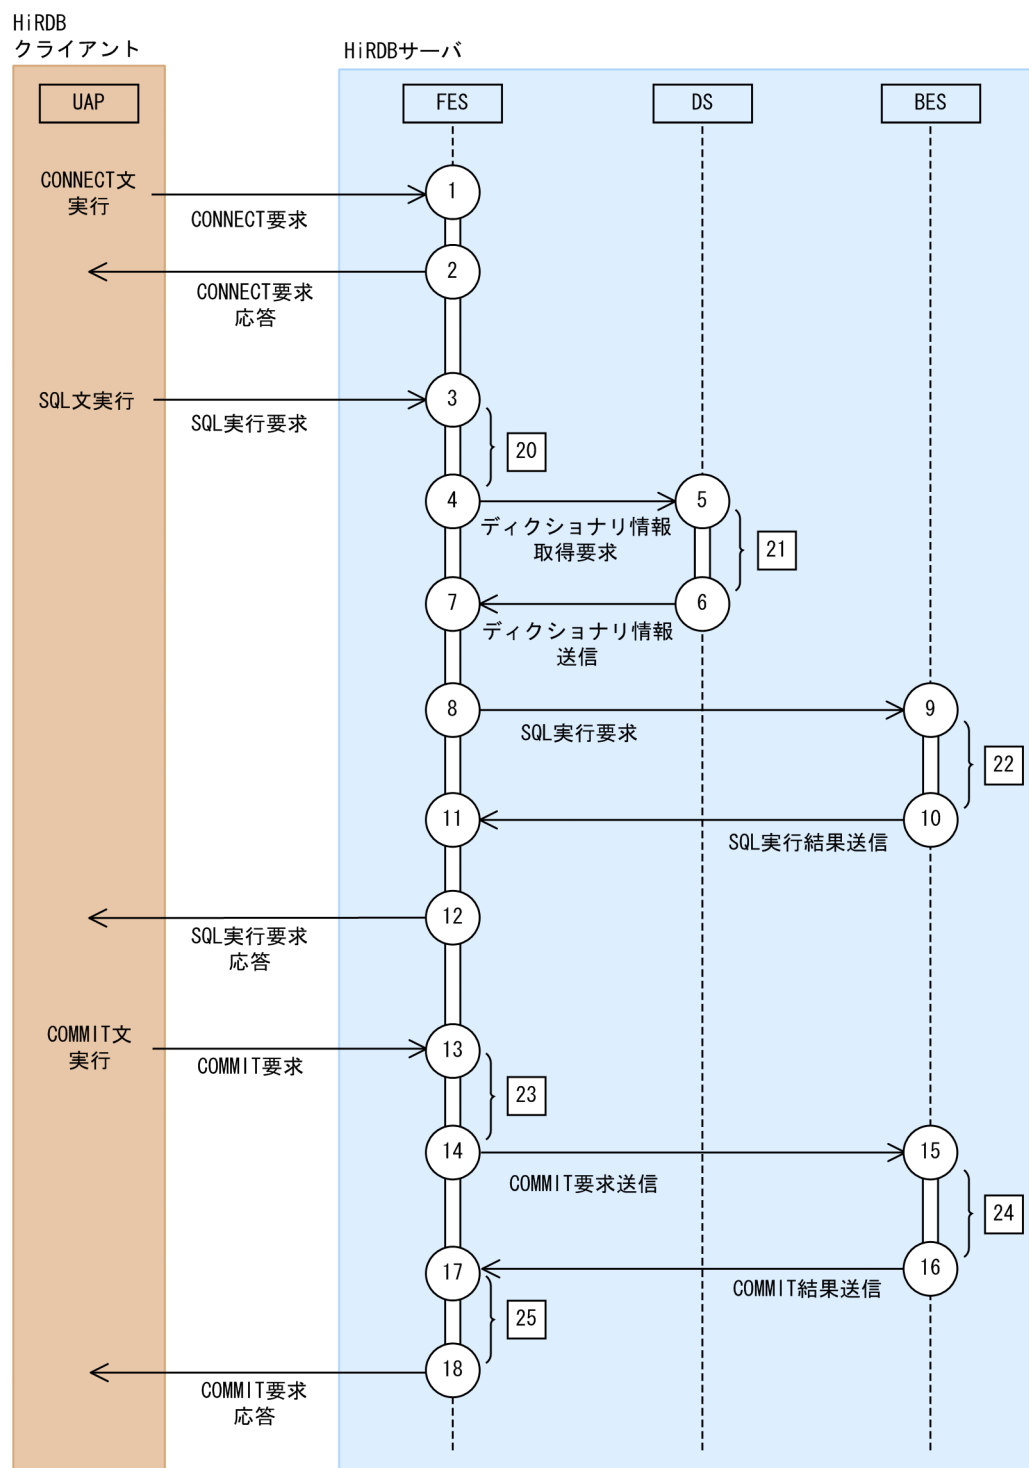 HiRDB
クライアント
HiRDBサーバ
UAP
FES
DS
BES
CONNECT文
実行
1
CONNECT要求
2
CONNECT要求
応答
SQL文実行
3
SQL実行要求
20
4
5
ディクショナリ情報
取得要求
21
7
6
ディクショナリ情報
送信
8
9
SQL実行要求
22
11
10
SQL実行結果送信
12
SQL実行要求
応答
COMMIT文
実行
13
COMMIT要求
23
14
15
COMMIT要求送信
24
17
16
COMMIT結果送信
25
18
COMMIT要求
応答